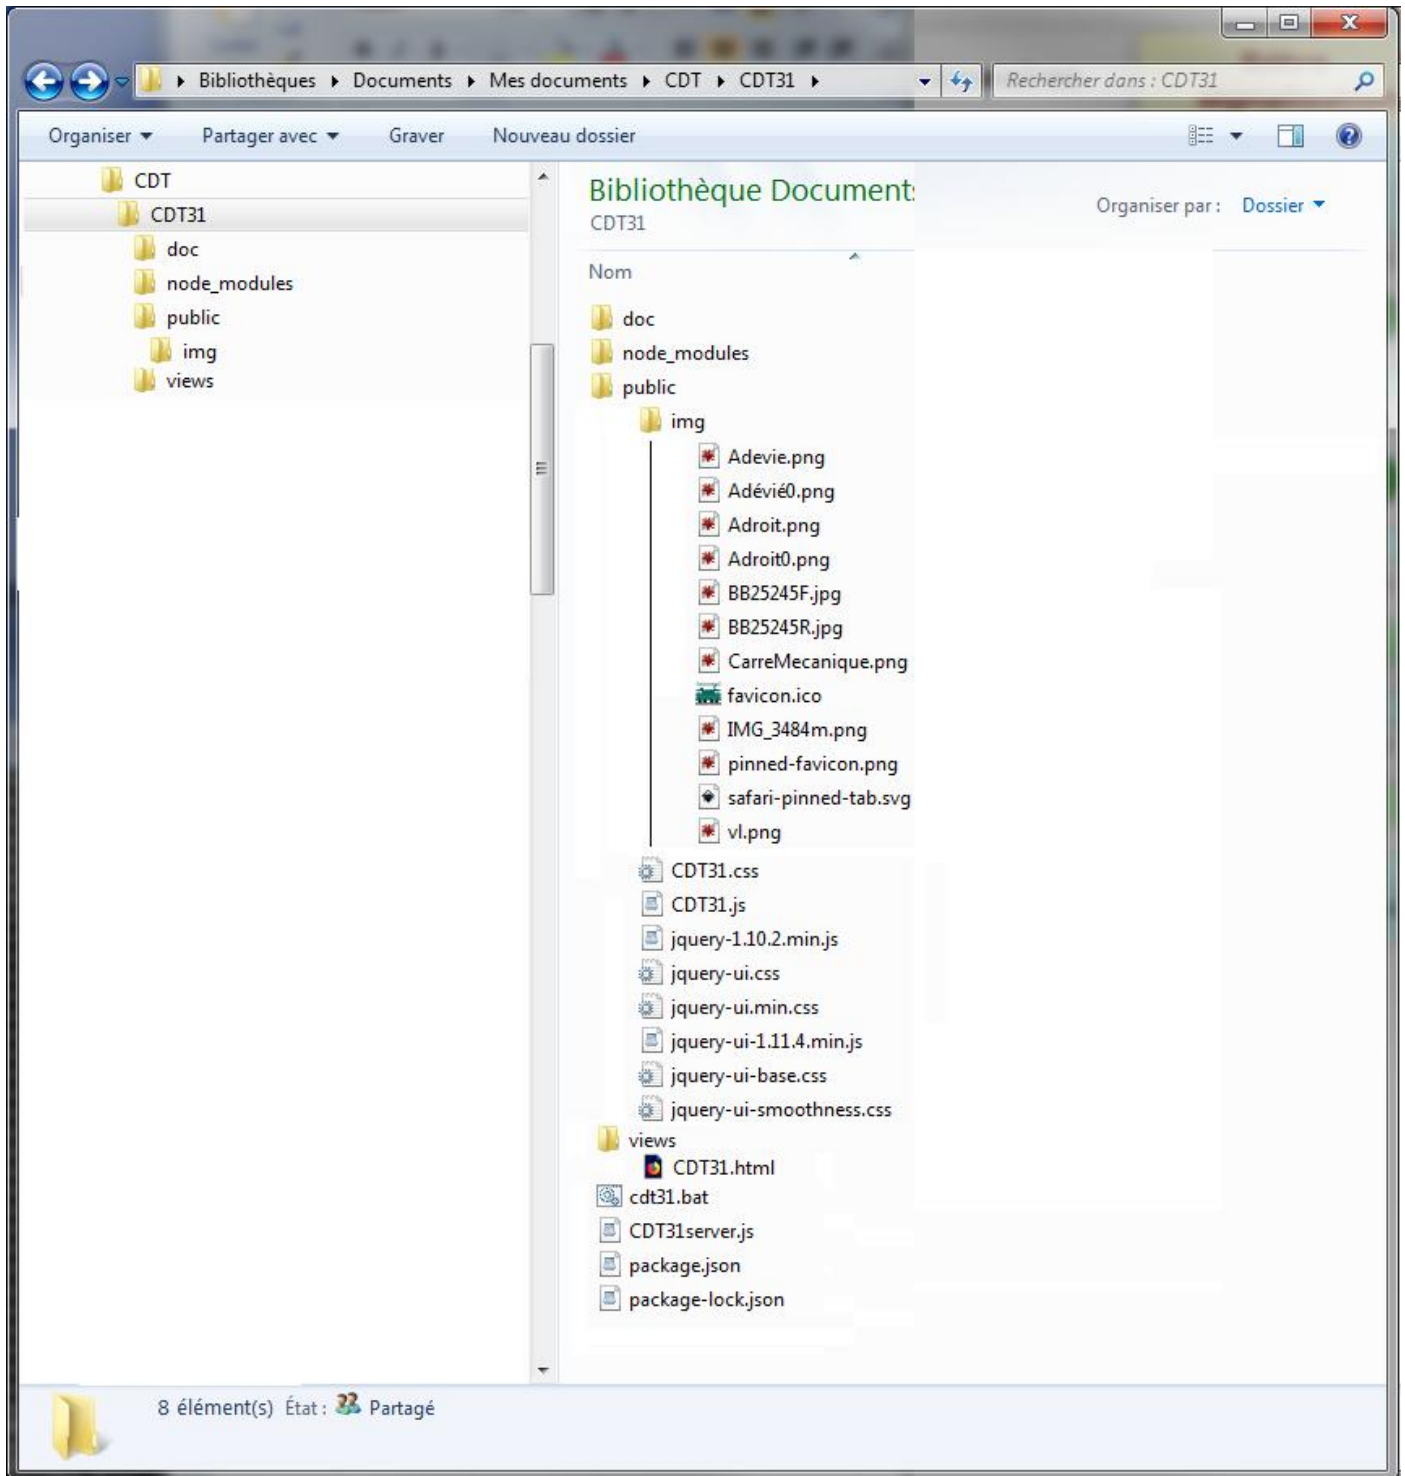 Bibliothèques ▸ Documents ▸ Mes documents ▸ CDT ▸ CDT31 ▸
Rechercher dans : CDT31
Organiser Partager avec Graver Nouveau dossier
CDT
CDT31
doc
node_modules
public
img
views
Bibliothèque Documents
CDT31
Organiser par : Dossier
Nom
doc
node_modules
public
img
Adevie.png
Adévié0.png
Adroit.png
Adroit0.png
BB25245F.jpg
BB25245R.jpg
CarreMecanique.png
favicon.ico
IMG_3484m.png
pinned-favicon.png
safari-pinned-tab.svg
vl.png
CDT31.css
CDT31.js
jquery-1.10.2.min.js
jquery-ui.css
jquery-ui.min.css
jquery-ui-1.11.4.min.js
jquery-ui-base.css
jquery-ui-smoothness.css
views
CDT31.html
cdt31.bat
CDT31server.js
package.json
package-lock.json
8 élément(s) État : Partagé